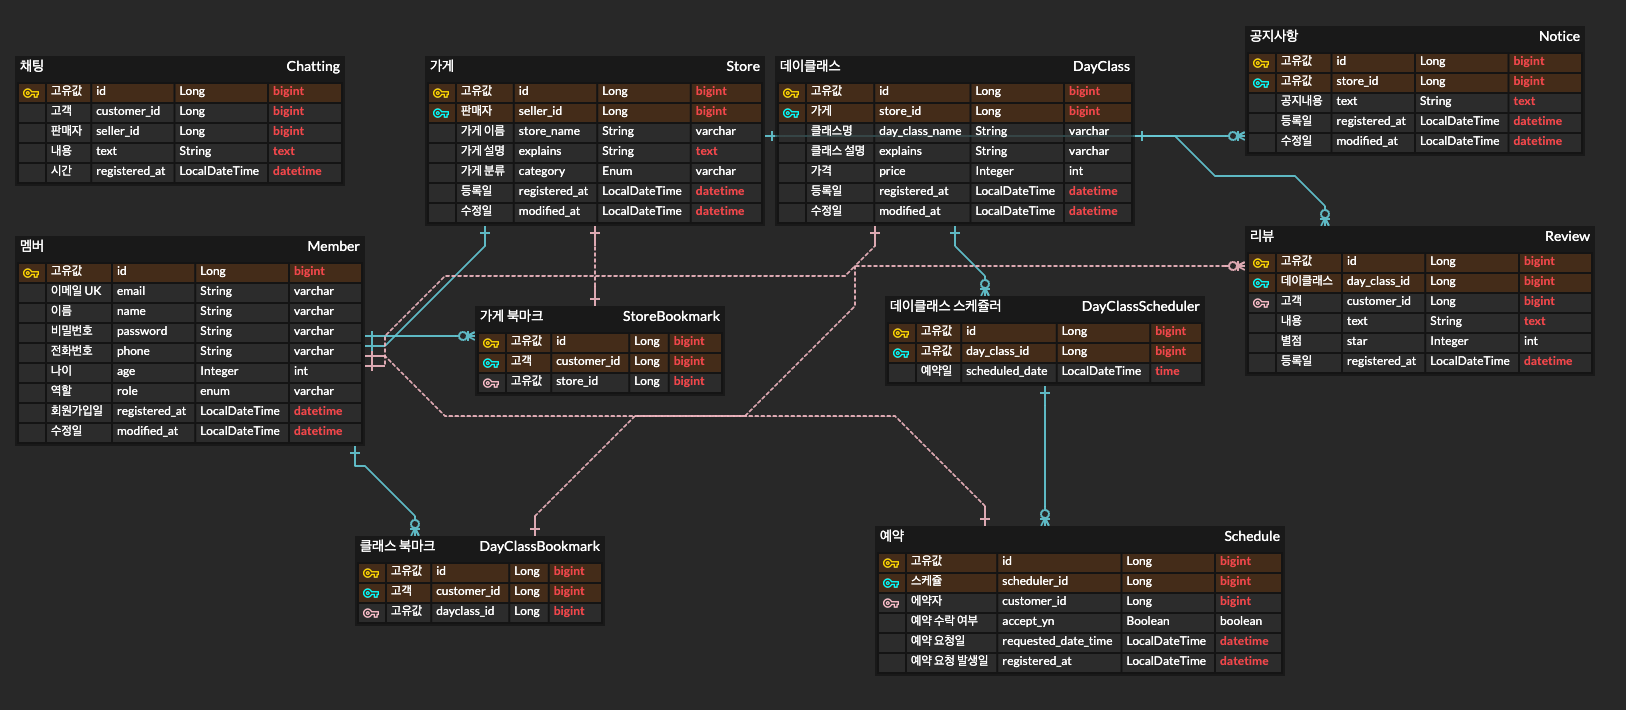 채팅 Chatting
고유값 id Long bigint
고객 customer_id Long bigint
판매자 seller_id Long bigint
내용 text String text
시간 registered_at LocalDateTime datetime
가게 Store
고유값 id Long bigint
판매자 seller_id Long bigint
가게 이름 store_name String varchar
가게 설명 explains String text
가게 분류 category Enum varchar
등록일 registered_at LocalDateTime datetime
수정일 modified_at LocalDateTime datetime
데이클래스 DayClass
고유값 id Long bigint
가게 store_id Long bigint
클래스명 day_class_name String varchar
클래스 설명 explains String varchar
가격 price Integer int
등록일 registered_at LocalDateTime datetime
수정일 modified_at LocalDateTime datetime
공지사항 Notice
고유값 id Long bigint
고유값 store_id Long bigint
공지내용 text String text
등록일 registered_at LocalDateTime datetime
수정일 modified_at LocalDateTime datetime
멤버 Member
고유값 id Long bigint
이메일 UK email String varchar
이름 name String varchar
비밀번호 password String varchar
전화번호 phone String varchar
나이 age Integer int
역할 role enum varchar
회원가입일 registered_at LocalDateTime datetime
수정일 modified_at LocalDateTime datetime
가게 북마크 StoreBookmark
고유값 id Long bigint
고객 customer_id Long bigint
고유값 store_id Long bigint
데이클래스 스케쥴러 DayClassScheduler
고유값 id Long bigint
고유값 day_class_id Long bigint
예약일 scheduled_date LocalDateTime time
리뷰 Review
고유값 id Long bigint
데이클래스 day_class_id Long bigint
고객 customer_id Long bigint
내용 text String text
별점 star Integer int
등록일 registered_at LocalDateTime datetime
클래스 북마크 DayClassBookmark
고유값 id Long bigint
고객 customer_id Long bigint
고유값 dayclass_id Long bigint
예약 Schedule
고유값 id Long bigint
스케쥴 scheduler_id Long bigint
에약자 customer_id Long bigint
예약 수락 여부 accept_yn Boolean boolean
예약 요청일 requested_date_time LocalDateTime datetime
예약 요청 발생일 registered_at LocalDateTime datetime